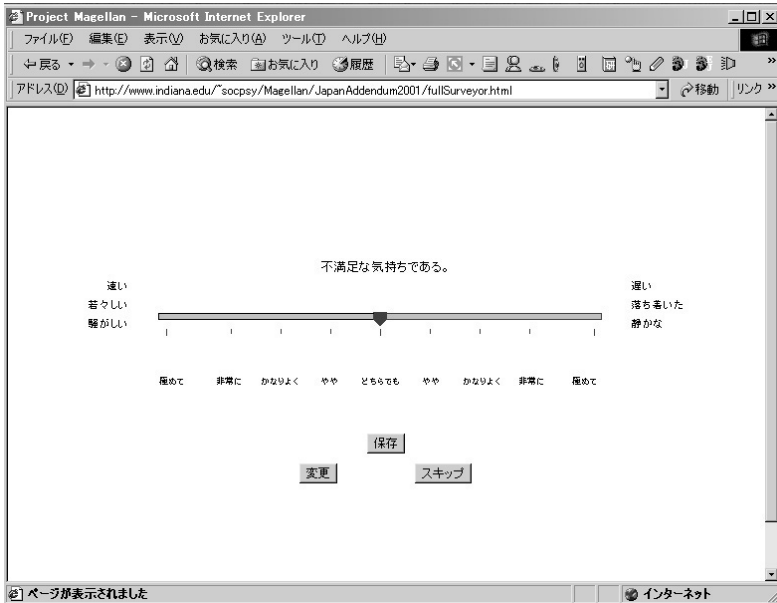 Project Magellan - Microsoft Internet Explorer
ファイル(F) 編集(E) 表示(V) お気に入り(A) ツール(T) ヘルプ(H)
戻る 検索 お気に入り 履歴 »
アドレス(D) http://www.indiana.edu/~socpsy/Magellan/JapanAddendum2001/fullSurveyor.html 移動 リンク »
不満足な気持ちである。
速い 遅い
若々しい 落ち着いた
騒がしい 静かな
極めて 非常に かなりよく やや どちらでも やや かなりよく 非常に 極めて
保存
変更 スキップ
ページが表示されました インターネット